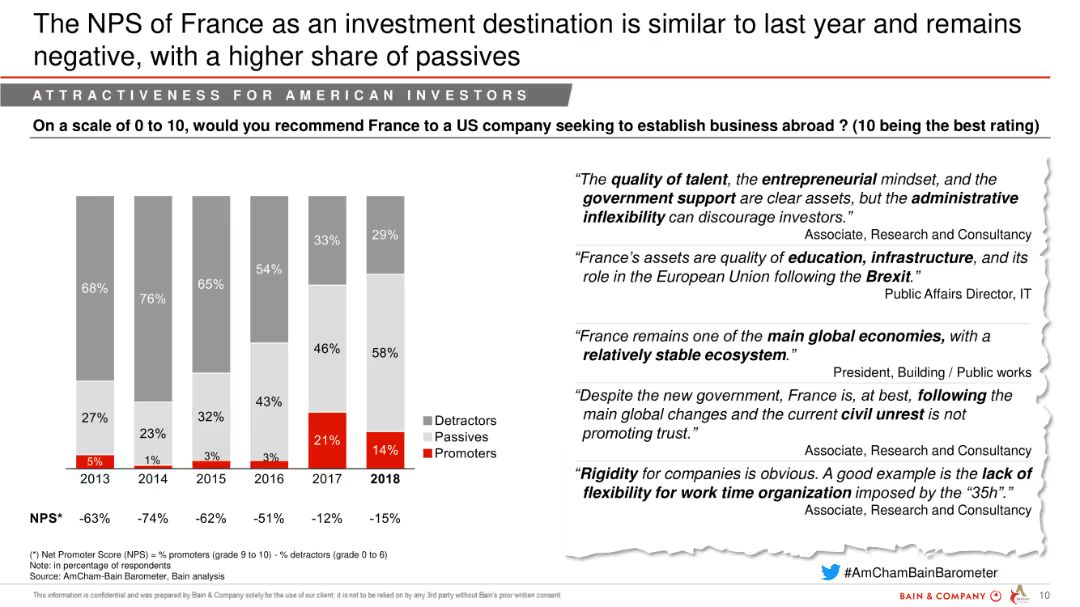 The NPS of France as an investment destination is similar to last year and remains
negative, with a higher share of passives
ATTRACTIVENESS FOR AMERICAN INVESTORS
On a scale of 0 to 10, would you recommend France to a US company seeking to establish business abroad ? (10 being the best rating)
68% 76% 65% 54% 33% 29%
27% 23% 32% 43% 46% 58%
5% 1% 3% 3% 21% 14%
2013 2014 2015 2016 2017 2018
Detractors
Passives
Promoters
NPS* -63% -74% -62% -51% -12% -15%
“The quality of talent, the entrepreneurial mindset, and the
government support are clear assets, but the administrative
inflexibility can discourage investors.”
Associate, Research and Consultancy
“France’s assets are quality of education, infrastructure, and its
role in the European Union following the Brexit.”
Public Affairs Director, IT
“France remains one of the main global economies, with a
relatively stable ecosystem.”
President, Building / Public works
“Despite the new government, France is, at best, following the
main global changes and the current civil unrest is not
promoting trust.”
Associate, Research and Consultancy
“Rigidity for companies is obvious. A good example is the lack of
flexibility for work time organization imposed by the “35h”.”
Associate, Research and Consultancy
(*) Net Promoter Score (NPS) = % promoters (grade 9 to 10) - % detractors (grade 0 to 6)
Note: in percentage of respondents
Source: AmCham-Bain Barometer, Bain analysis
#AmChamBainBarometer
This information is confidential and was prepared by Bain & Company solely for the use of our client; it is not to be relied on by any 3rd party without Bain's prior written consent
BAIN & COMPANY
10